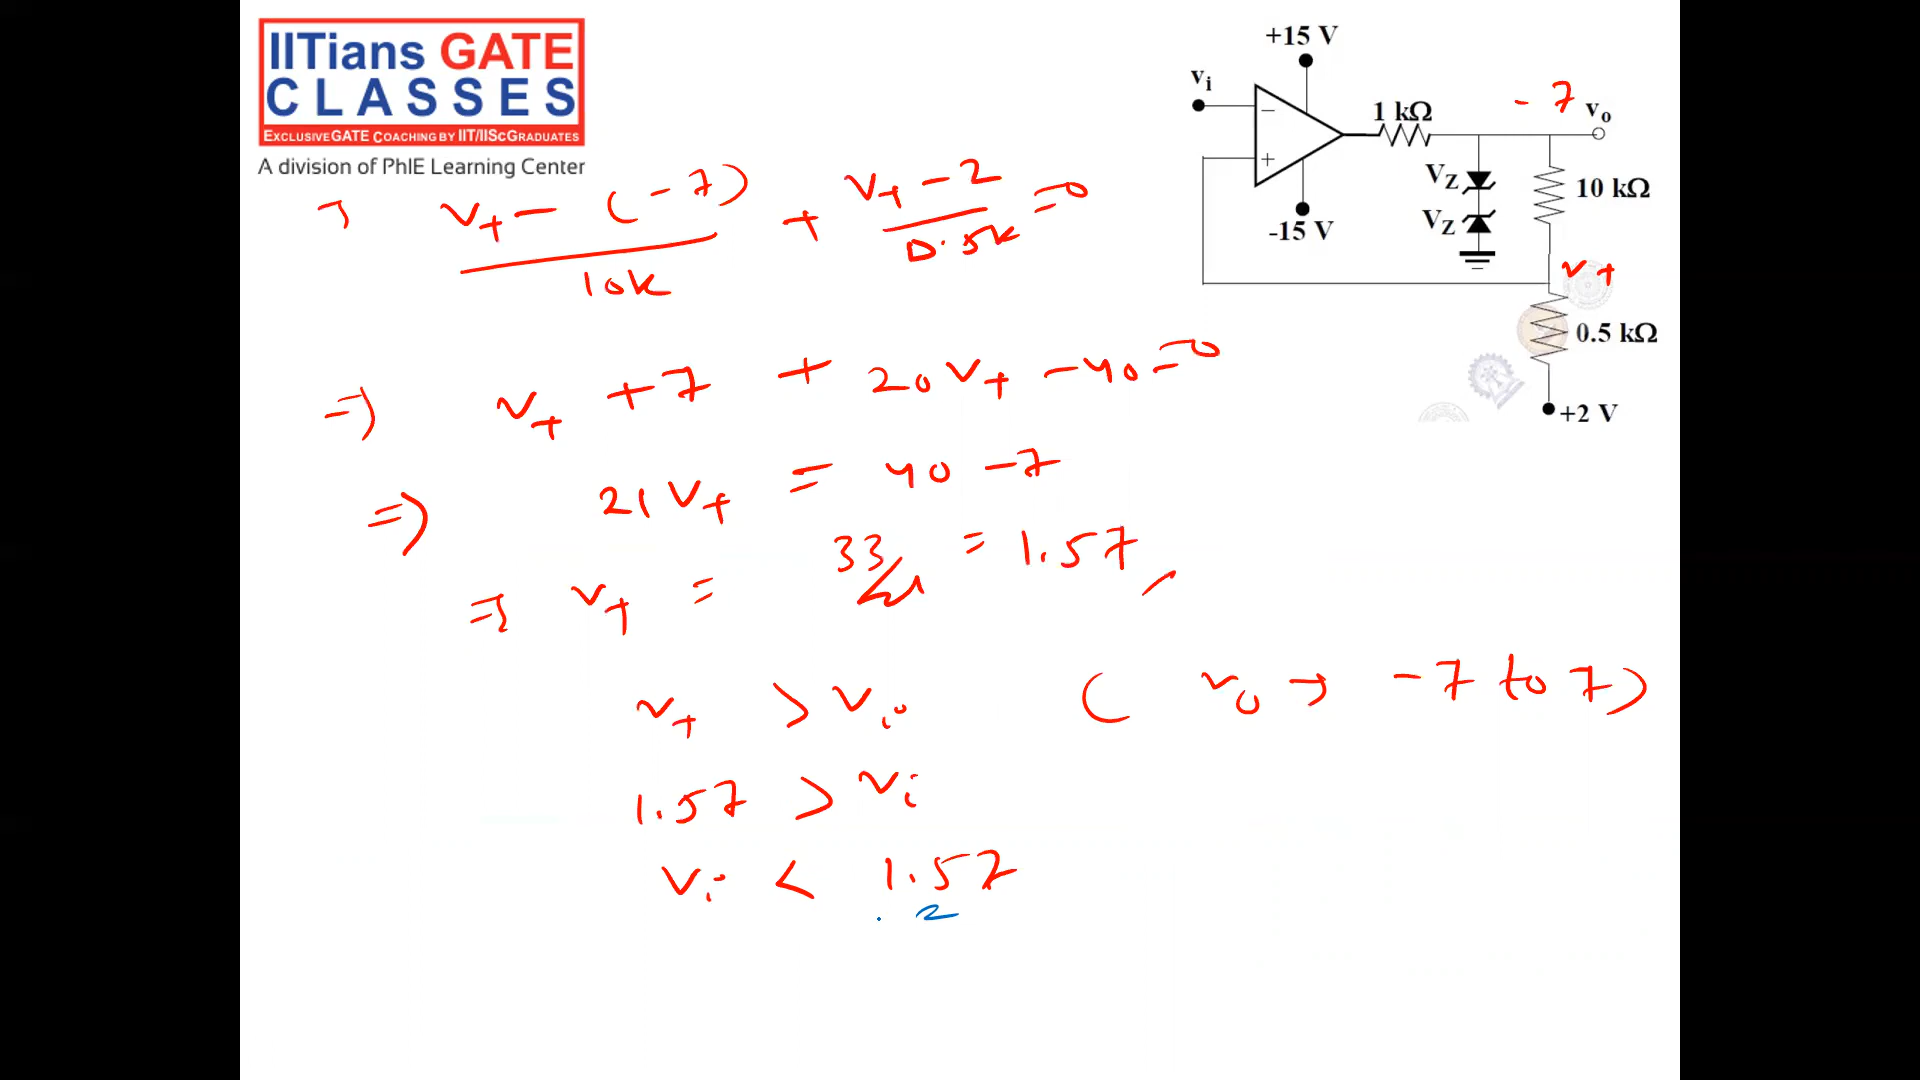 IITians GATE
CLASSES
EXCLUSIVE GATE COACHING BY IIT/IISc GRADUATES
A division of PhIE Learning Center
+15 V
vi
−
+
-15 V
1 kΩ
- 7
vo
VZ
VZ
10 kΩ
v+
0.5 kΩ
+2 V
⇒ (v+ - (-7))/10k + (v+ - 2)/0.5k = 0
⇒ v+ + 7 + 20v+ - 40 = 0
⇒ 21v+ = 40 - 7
⇒ v+ = 33/21 = 1.57
v+ > vi ( vo → -7 to 7)
1.57 > vi
vi < 1.57
. 2